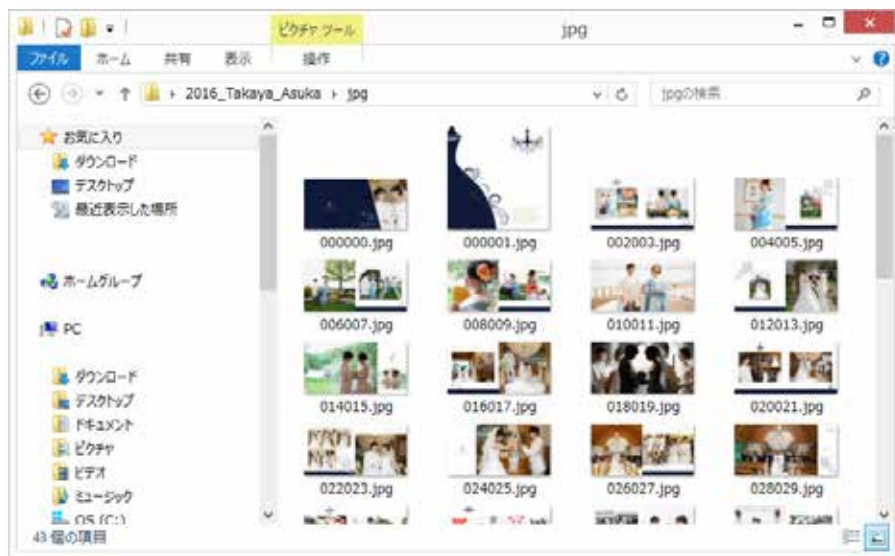 ピクチャ ツール
jpg
ファイル ホーム 共有 表示 操作
2016_Takaya_Asuka jpg
jpgの検索
お気に入り
ダウンロード
デスクトップ
最近表示した場所
ホームグループ
PC
ダウンロード
デスクトップ
ドキュメント
ピクチャ
ビデオ
ミュージック
OS (C:)
000000.jpg 000001.jpg 002003.jpg 004005.jpg
006007.jpg 008009.jpg 010011.jpg 012013.jpg
014015.jpg 016017.jpg 018019.jpg 020021.jpg
022023.jpg 024025.jpg 026027.jpg 028029.jpg
43 個の項目